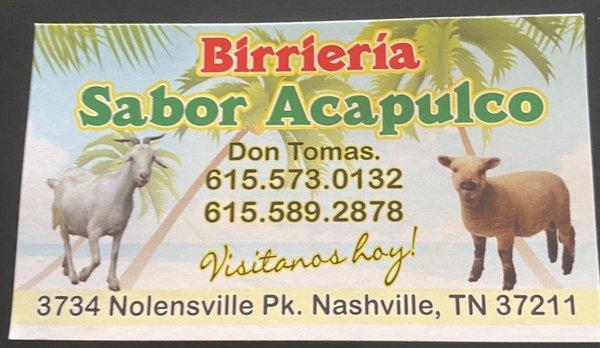 Birriería
Sabor Acapulco
Don Tomas.
615.573.0132
615.589.2878
Visitanos hoy!
3734 Nolensville Pk. Nashville, TN 37211